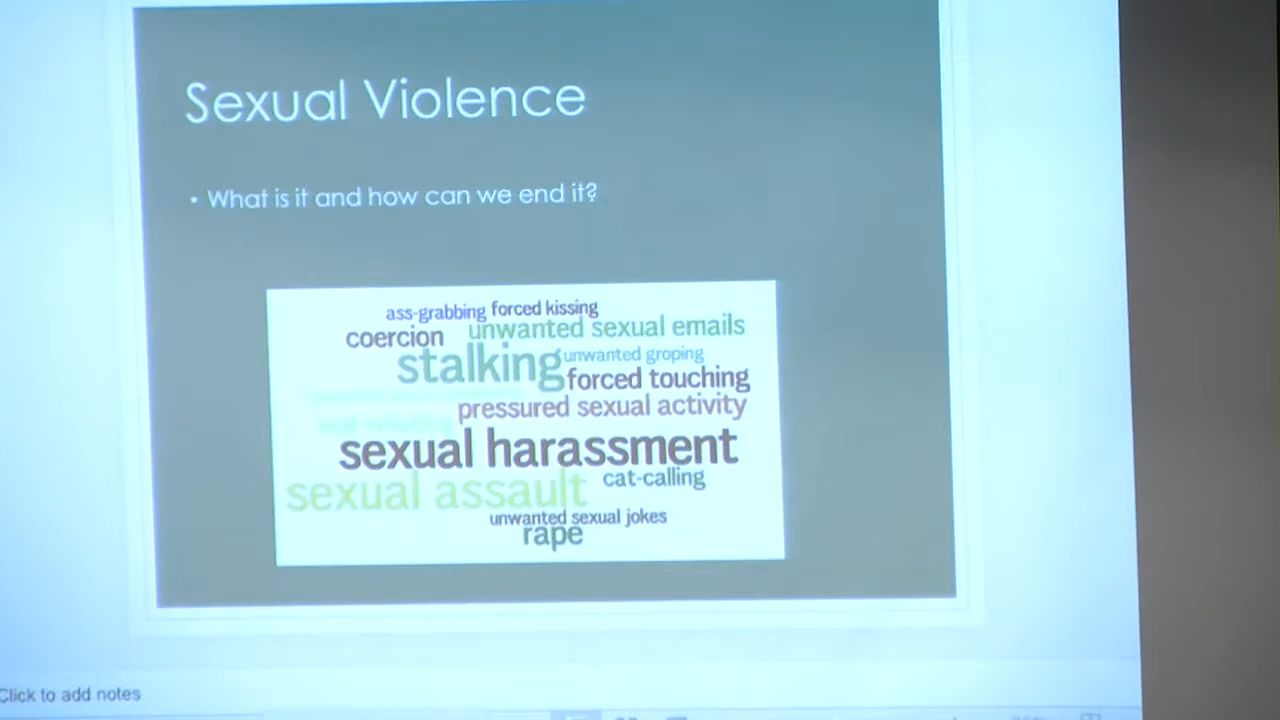 Sexual Violence
• What is it and how can we end it?
ass-grabbing forced kissing
coercion unwanted sexual emails
stalking unwanted groping
forced touching
pressured sexual activity
sexual harassment
sexual assault cat-calling
unwanted sexual jokes
rape
Click to add notes